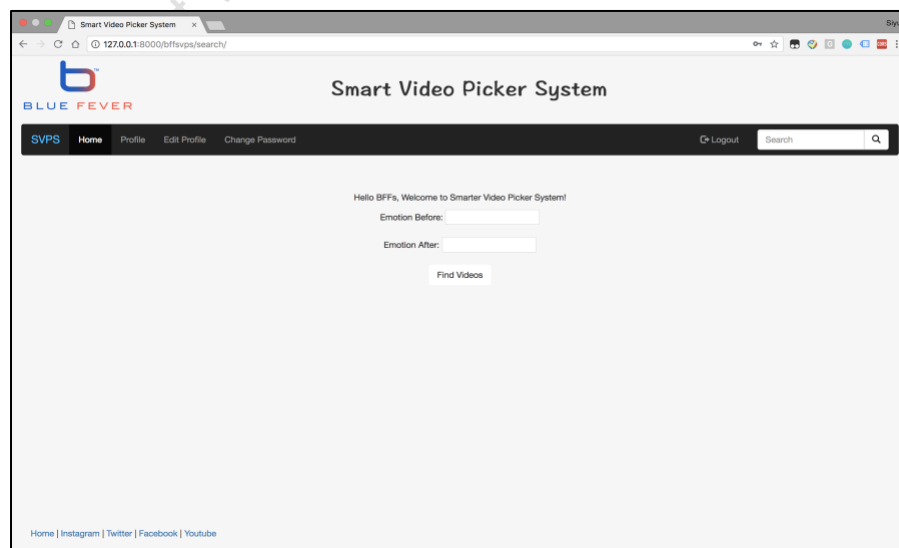 Smart Video Picker System
127.0.0.1:8000/bffsvps/search/
b™
BLUE FEVER
Smart Video Picker System
SVPS Home Profile Edit Profile Change Password Logout Search
Hello BFFs, Welcome to Smarter Video Picker System!
Emotion Before:
Emotion After:
Find Videos
Home | Instagram | Twitter | Facebook | Youtube